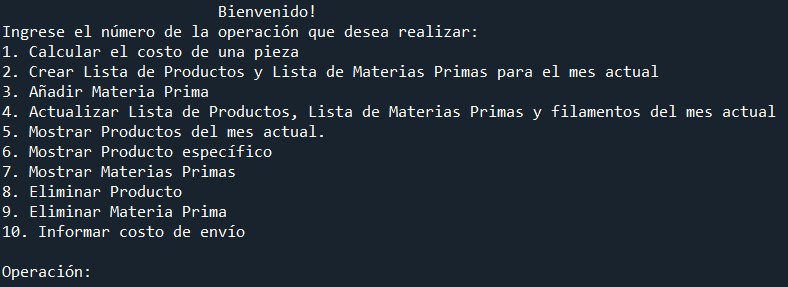 Bienvenido!
Ingrese el número de la operación que desea realizar:
1. Calcular el costo de una pieza
2. Crear Lista de Productos y Lista de Materias Primas para el mes actual
3. Añadir Materia Prima
4. Actualizar Lista de Productos, Lista de Materias Primas y filamentos del mes actual
5. Mostrar Productos del mes actual.
6. Mostrar Producto específico
7. Mostrar Materias Primas
8. Eliminar Producto
9. Eliminar Materia Prima
10. Informar costo de envío
Operación: